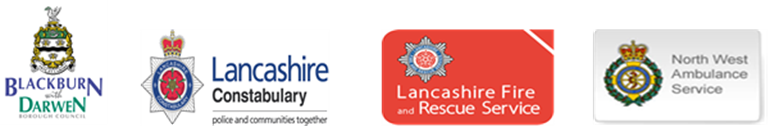 BLACKBURN
with
DARWEN
BOROUGH COUNCIL
Lancashire
Constabulary
police and communities together
Lancashire Fire
and Rescue Service
North West
Ambulance
Service